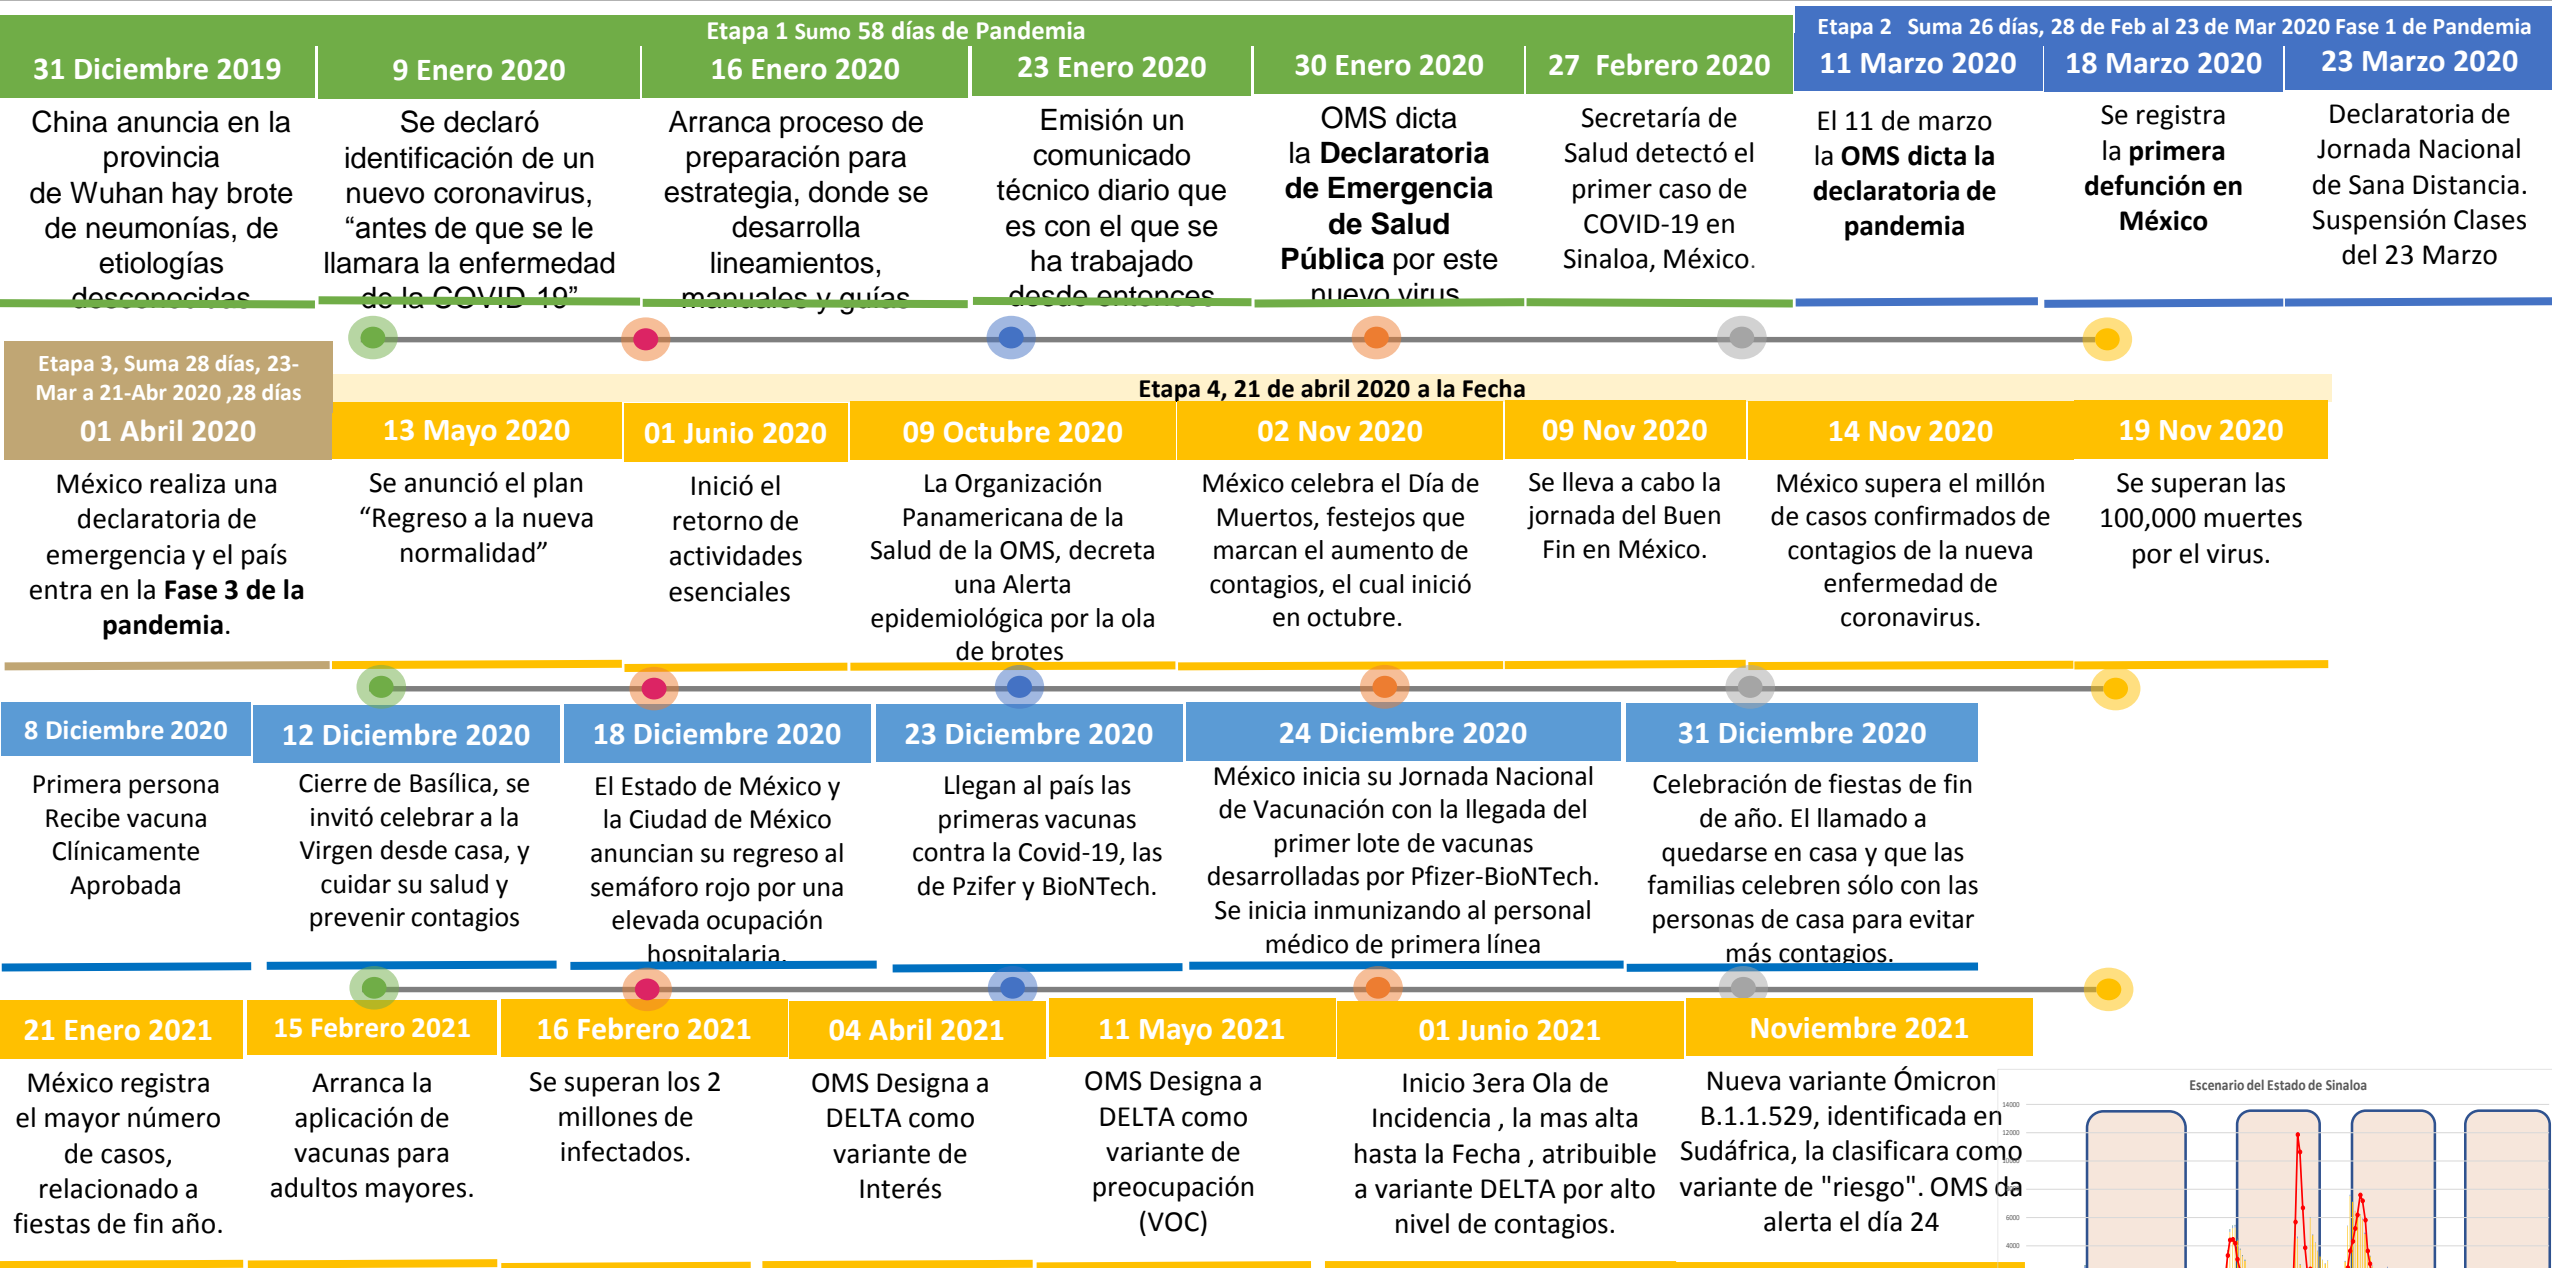 Etapa 1 Sumo 58 días de Pandemia
Etapa 2 Suma 26 días, 28 de Feb al 23 de Mar 2020 Fase 1 de Pandemia
31 Diciembre 2019
China anuncia en la
provincia
de Wuhan hay brote
de neumonías, de
etiologías
desconocidas
9 Enero 2020
Se declaró
identificación de un
nuevo coronavirus,
“antes de que se le
llamara la enfermedad
de la COVID-19”
16 Enero 2020
Arranca proceso de
preparación para
estrategia, donde se
desarrolla
lineamientos,
manuales y guías
23 Enero 2020
Emisión un
comunicado
técnico diario que
es con el que se
ha trabajado
desde entonces
30 Enero 2020
OMS dicta
la Declaratoria
de Emergencia
de Salud
Pública por este
nuevo virus
27 Febrero 2020
Secretaría de
Salud detectó el
primer caso de
COVID-19 en
Sinaloa, México.
11 Marzo 2020
El 11 de marzo
la OMS dicta la
declaratoria de
pandemia
18 Marzo 2020
Se registra
la primera
defunción en
México
23 Marzo 2020
Declaratoria de
Jornada Nacional
de Sana Distancia.
Suspensión Clases
del 23 Marzo
Etapa 3, Suma 28 días, 23-
Mar a 21-Abr 2020 ,28 días
01 Abril 2020
México realiza una
declaratoria de
emergencia y el país
entra en la Fase 3 de la
pandemia.
Etapa 4, 21 de abril 2020 a la Fecha
13 Mayo 2020
Se anunció el plan
“Regreso a la nueva
normalidad”
01 Junio 2020
Inició el
retorno de
actividades
esenciales
09 Octubre 2020
La Organización
Panamericana de la
Salud de la OMS, decreta
una Alerta
epidemiológica por la ola
de brotes
02 Nov 2020
México celebra el Día de
Muertos, festejos que
marcan el aumento de
contagios, el cual inició
en octubre.
09 Nov 2020
Se lleva a cabo la
jornada del Buen
Fin en México.
14 Nov 2020
México supera el millón
de casos confirmados de
contagios de la nueva
enfermedad de
coronavirus.
19 Nov 2020
Se superan las
100,000 muertes
por el virus.
8 Diciembre 2020
Primera persona
Recibe vacuna
Clínicamente
Aprobada
12 Diciembre 2020
Cierre de Basílica, se
invitó celebrar a la
Virgen desde casa, y
cuidar su salud y
prevenir contagios
18 Diciembre 2020
El Estado de México y
la Ciudad de México
anuncian su regreso al
semáforo rojo por una
elevada ocupación
hospitalaria.
23 Diciembre 2020
Llegan al país las
primeras vacunas
contra la Covid-19, las
de Pzifer y BioNTech.
24 Diciembre 2020
México inicia su Jornada Nacional
de Vacunación con la llegada del
primer lote de vacunas
desarrolladas por Pfizer-BioNTech.
Se inicia inmunizando al personal
médico de primera línea
31 Diciembre 2020
Celebración de fiestas de fin
de año. El llamado a
quedarse en casa y que las
familias celebren sólo con las
personas de casa para evitar
más contagios.
21 Enero 2021
México registra
el mayor número
de casos,
relacionado a
fiestas de fin año.
15 Febrero 2021
Arranca la
aplicación de
vacunas para
adultos mayores.
16 Febrero 2021
Se superan los 2
millones de
infectados.
04 Abril 2021
OMS Designa a
DELTA como
variante de
Interés
11 Mayo 2021
OMS Designa a
DELTA como
variante de
preocupación
(VOC)
01 Junio 2021
Inicio 3era Ola de
Incidencia , la mas alta
hasta la Fecha , atribuible
a variante DELTA por alto
nivel de contagios.
Noviembre 2021
Nueva variante Ómicron
B.1.1.529, identificada en
Sudáfrica, la clasificara como
variante de "riesgo". OMS da
alerta el día 24
Escenario del Estado de Sinaloa
14000
12000
6000
4000